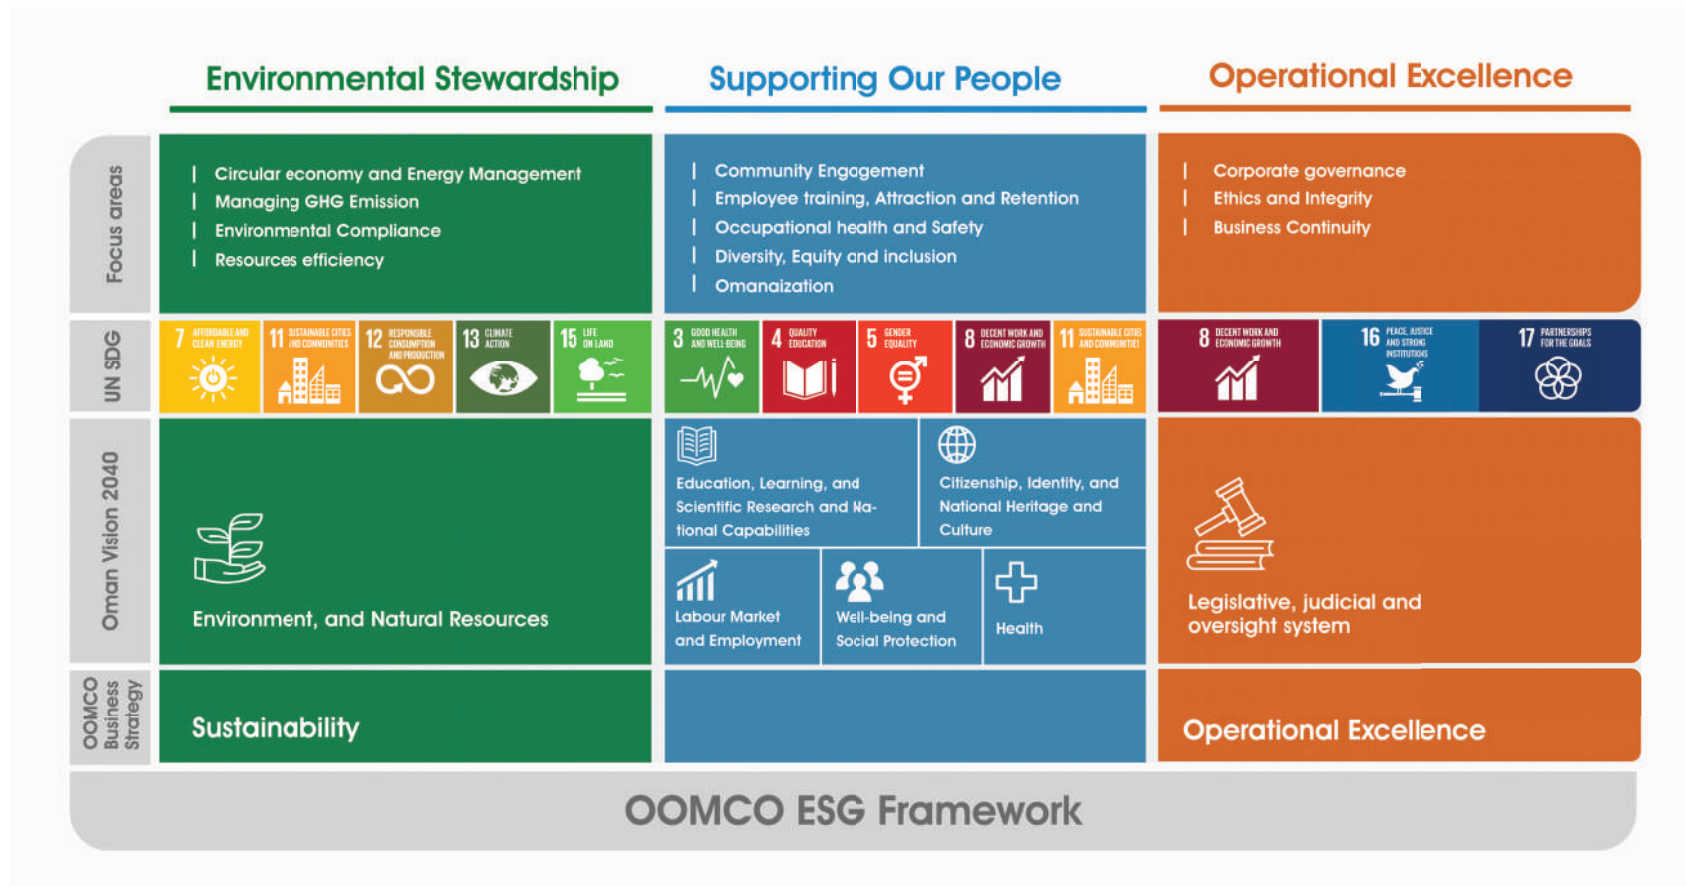 Environmental Stewardship
Supporting Our People
Operational Excellence
Focus areas
Circular economy and Energy Management
Managing GHG Emission
Environmental Compliance
Resources efficiency
Community Engagement
Employee training, Attraction and Retention
Occupational health and Safety
Diversity, Equity and inclusion
Omanaization
Corporate governance
Ethics and Integrity
Business Continuity
UN SDG
7 AFFORDABLE AND
CLEAN ENERGY
11 SUSTAINABLE CITIES
AND COMMUNITIES
12 RESPONSIBLE
CONSUMPTION
AND PRODUCTION
13 CLIMATE
ACTION
15 LIFE
ON LAND
3 GOOD HEALTH
AND WELL-BEING
4 QUALITY
EDUCATION
5 GENDER
EQUALITY
8 DECENT WORK AND
ECONOMIC GROWTH
11 SUSTAINABLE CITIES
AND COMMUNITIES
8 DECENT WORK AND
ECONOMIC GROWTH
16 PEACE, JUSTICE
AND STRONG
INSTITUTIONS
17 PARTNERSHIPS
FOR THE GOALS
Oman Vision 2040
Environment, and Natural Resources
Education, Learning, and
Scientific Research and Na-
tional Capabilities
Citizenship, Identity, and
National Heritage and
Culture
Labour Market
and Employment
Well-being and
Social Protection
Health
Legislative, judicial and
oversight system
OOMCO
Business
Strategy
Sustainability
Operational Excellence
OOMCO ESG Framework